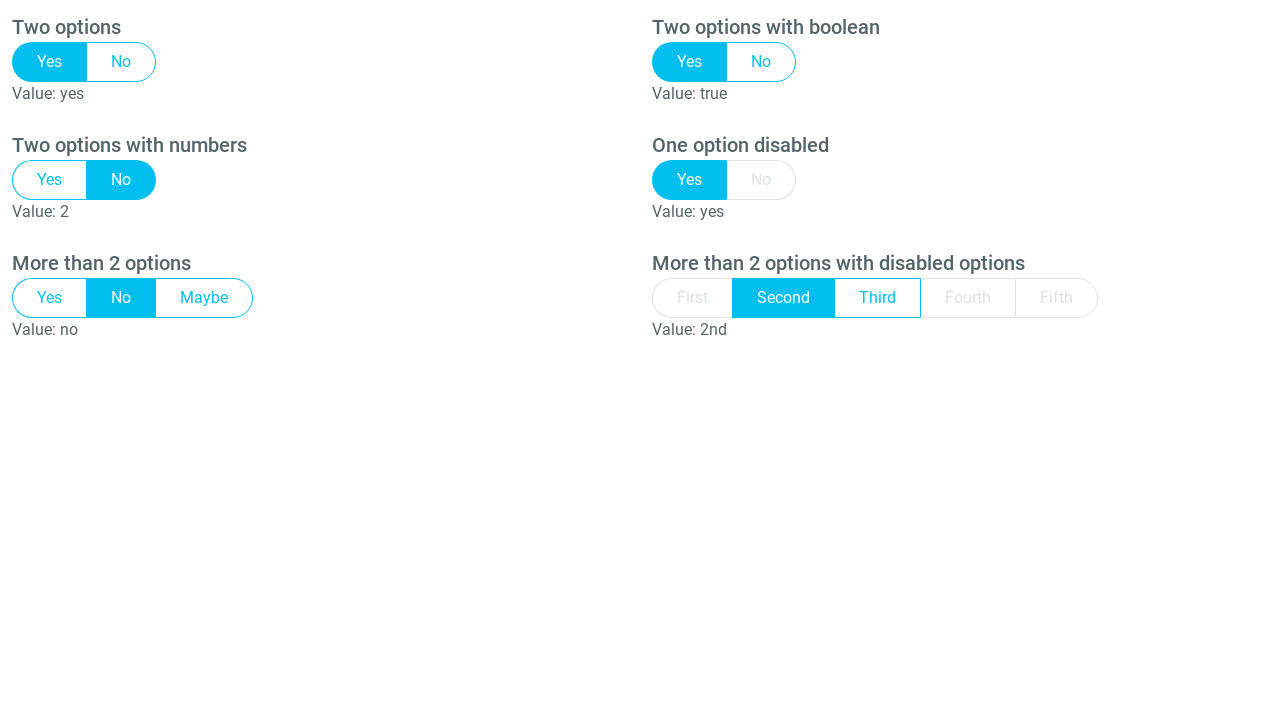 Two options
Yes No
Value: yes
Two options with boolean
Yes No
Value: true
Two options with numbers
Yes No
Value: 2
One option disabled
Yes No
Value: yes
More than 2 options
Yes No Maybe
Value: no
More than 2 options with disabled options
First Second Third Fourth Fifth
Value: 2nd